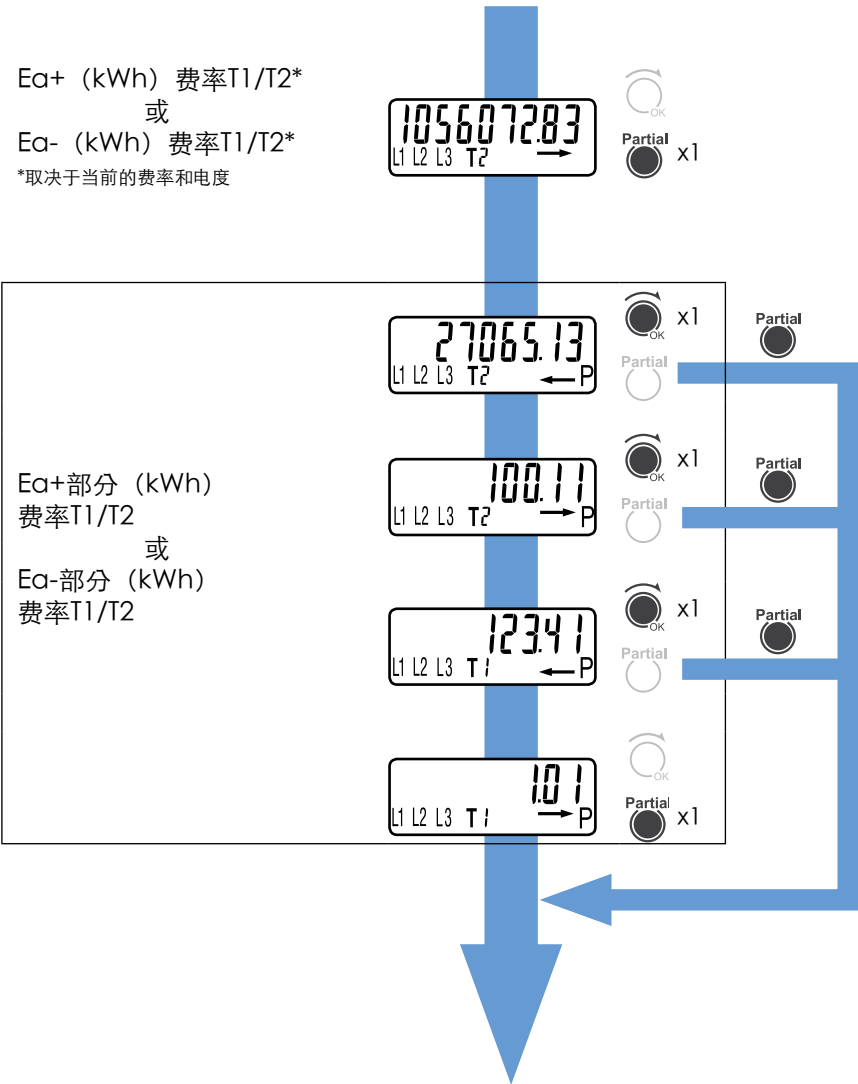 Ea+（kWh）费率T1/T2*
或
Ea-（kWh）费率T1/T2*
*取决于当前的费率和电度
1056072.83
L1 L2 L3 T2
OK
Partial
x1
27065.13
L1 L2 L3 T2 P
OK
x1
Partial
Partial
Ea+部分（kWh）
费率T1/T2
或
Ea-部分（kWh）
费率T1/T2
100.11
L1 L2 L3 T2 P
OK
x1
Partial
Partial
123.41
L1 L2 L3 T1 P
OK
x1
Partial
Partial
1.01
L1 L2 L3 T1 P
OK
Partial
x1